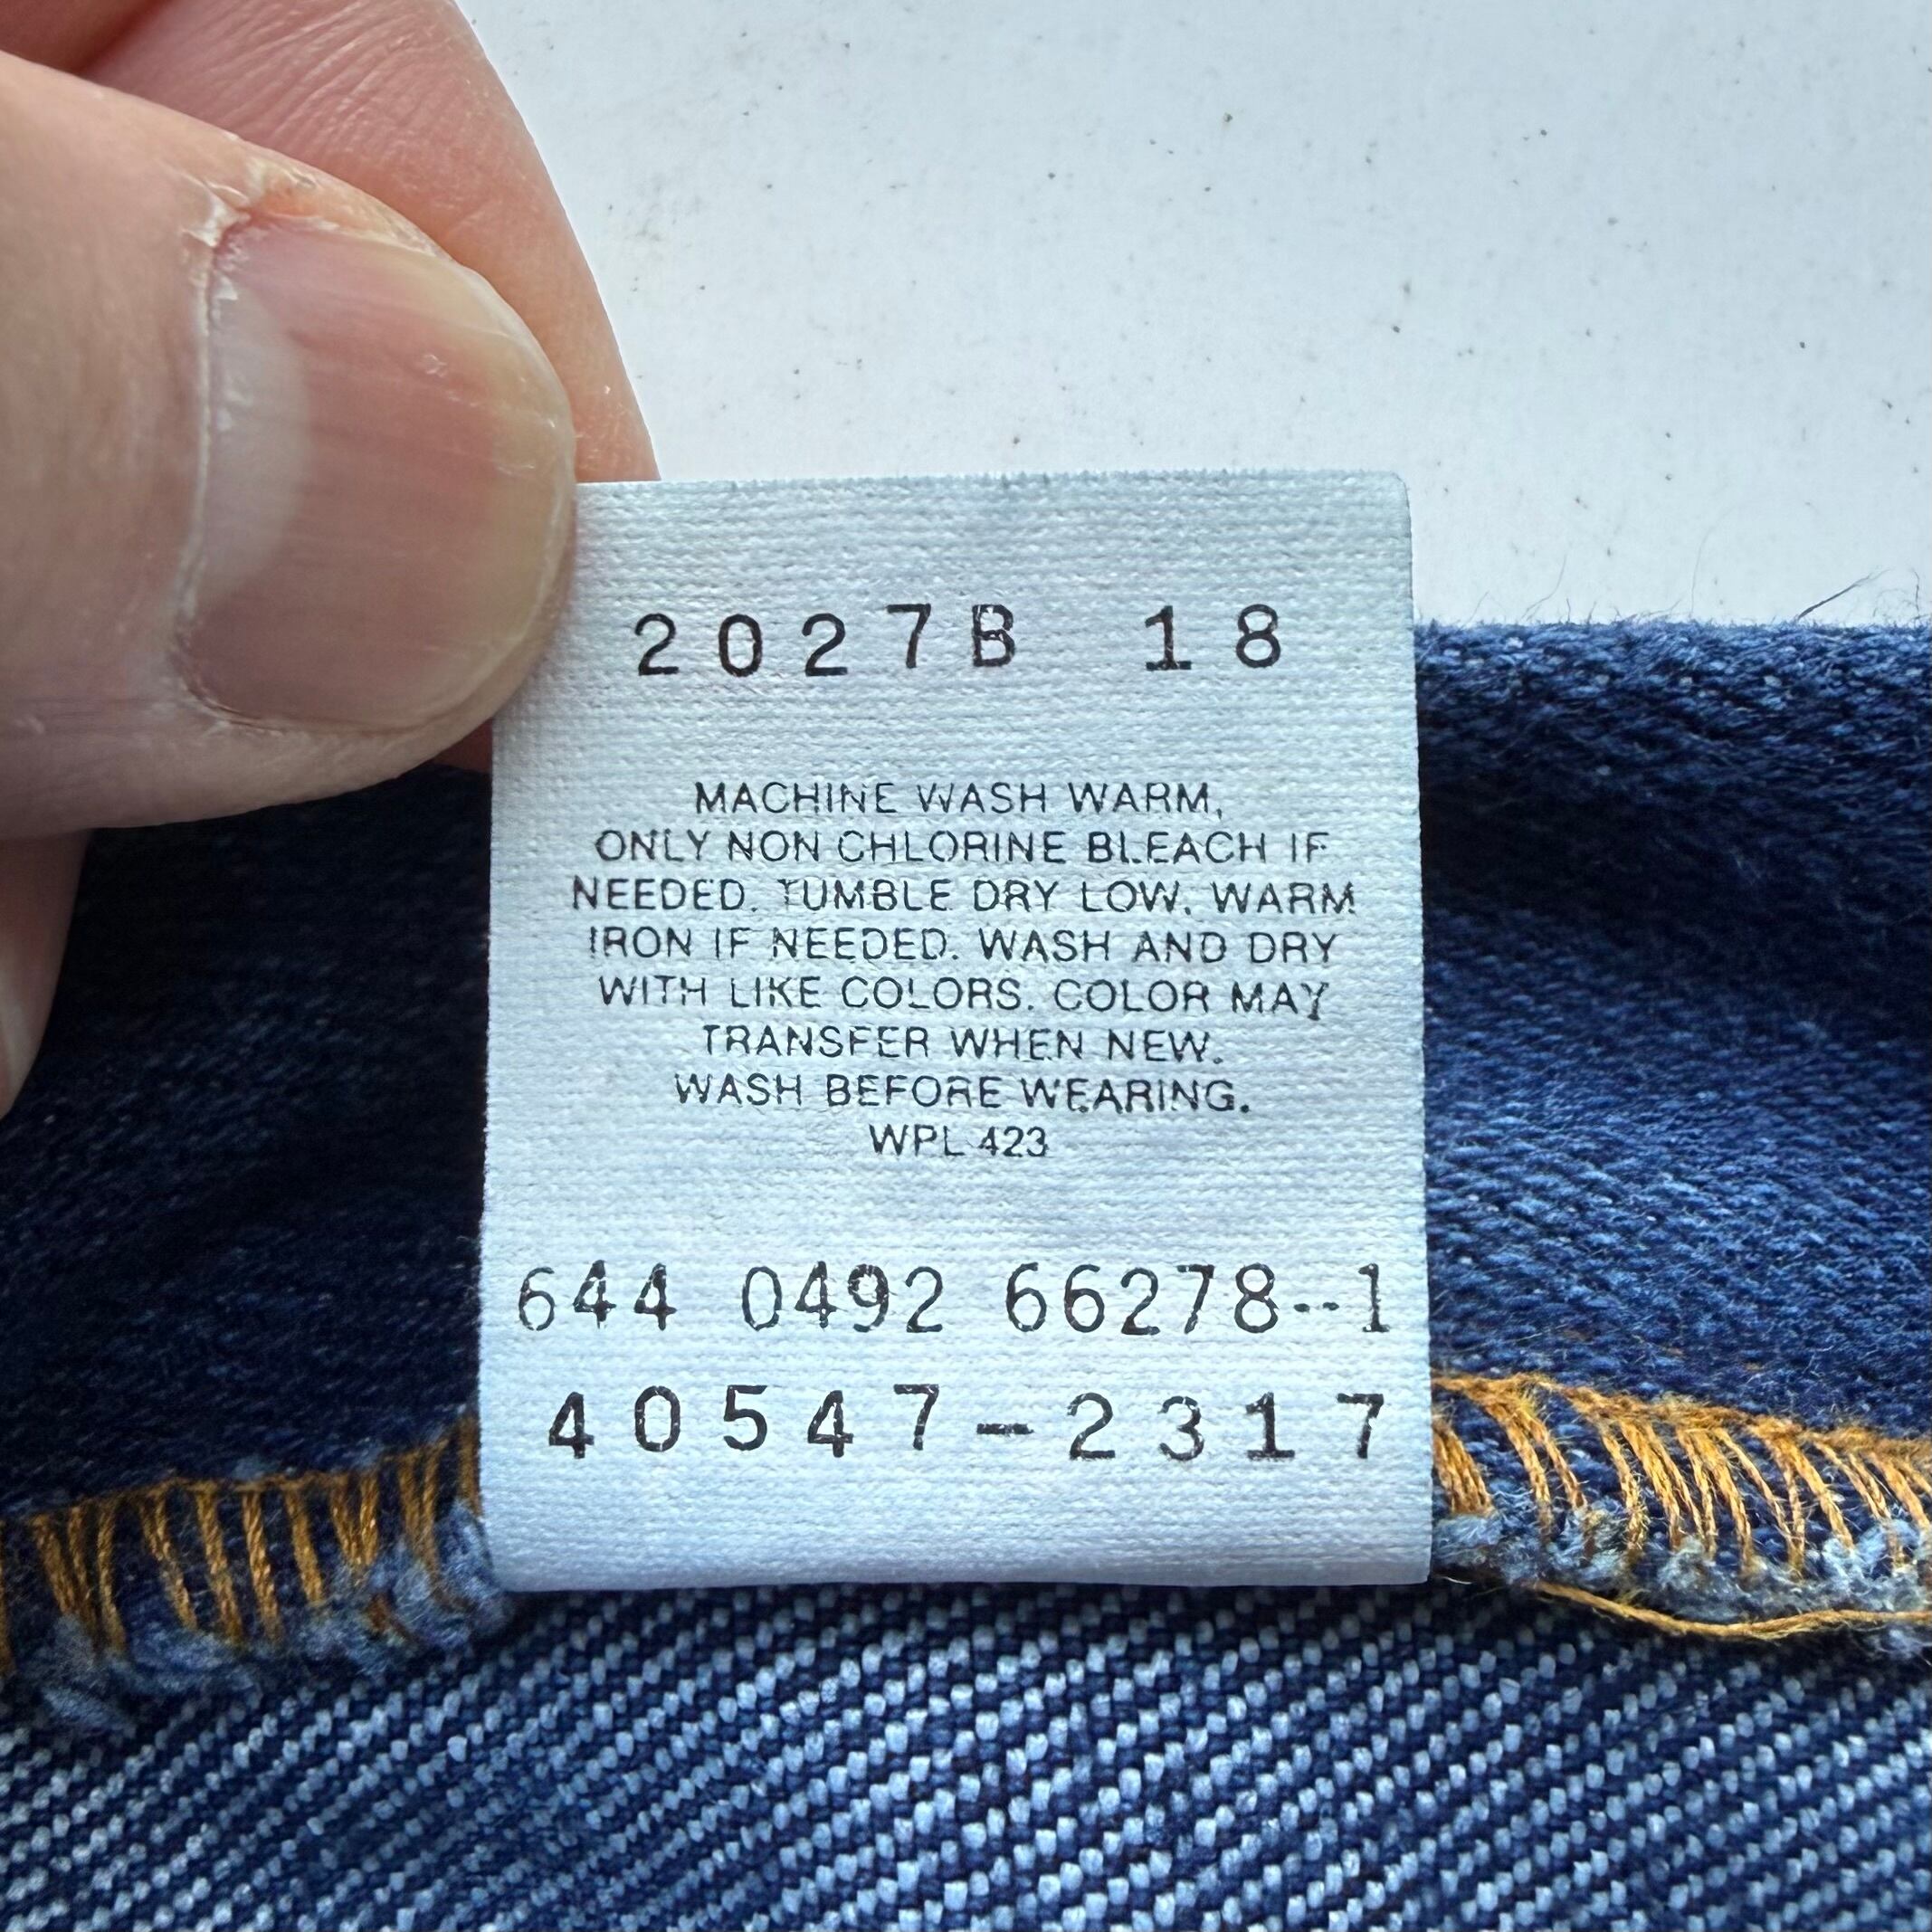 2027B 18
MACHINE WASH WARM,
ONLY NON CHLORINE BLEACH IF
NEEDED. TUMBLE DRY LOW. WARM
IRON IF NEEDED. WASH AND DRY
WITH LIKE COLORS. COLOR MAY
TRANSFER WHEN NEW.
WASH BEFORE WEARING.
WPL 423
644 0492 66278--1
40547-2317